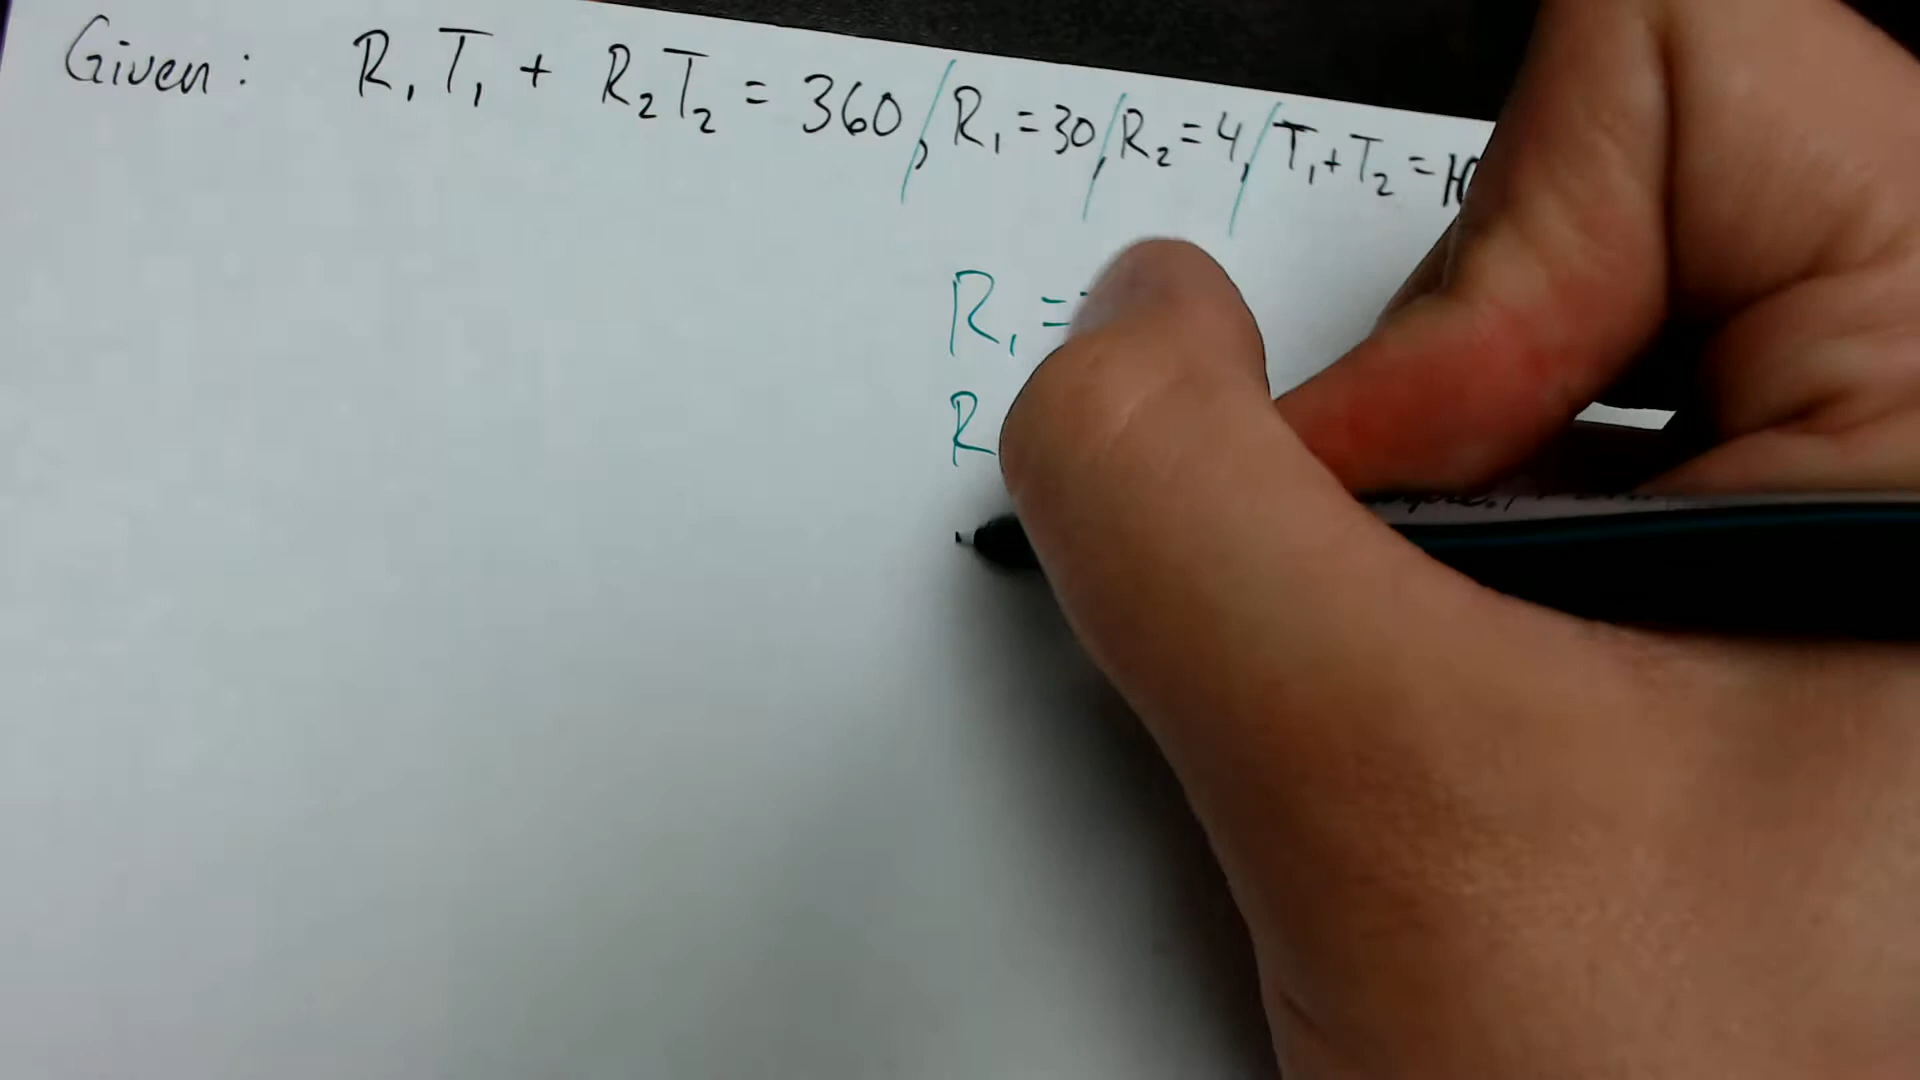 Given: R₁T₁ + R₂T₂ = 360, R₁ = 30, R₂ = 4, T₁ + T₂ =
R₁ =
R